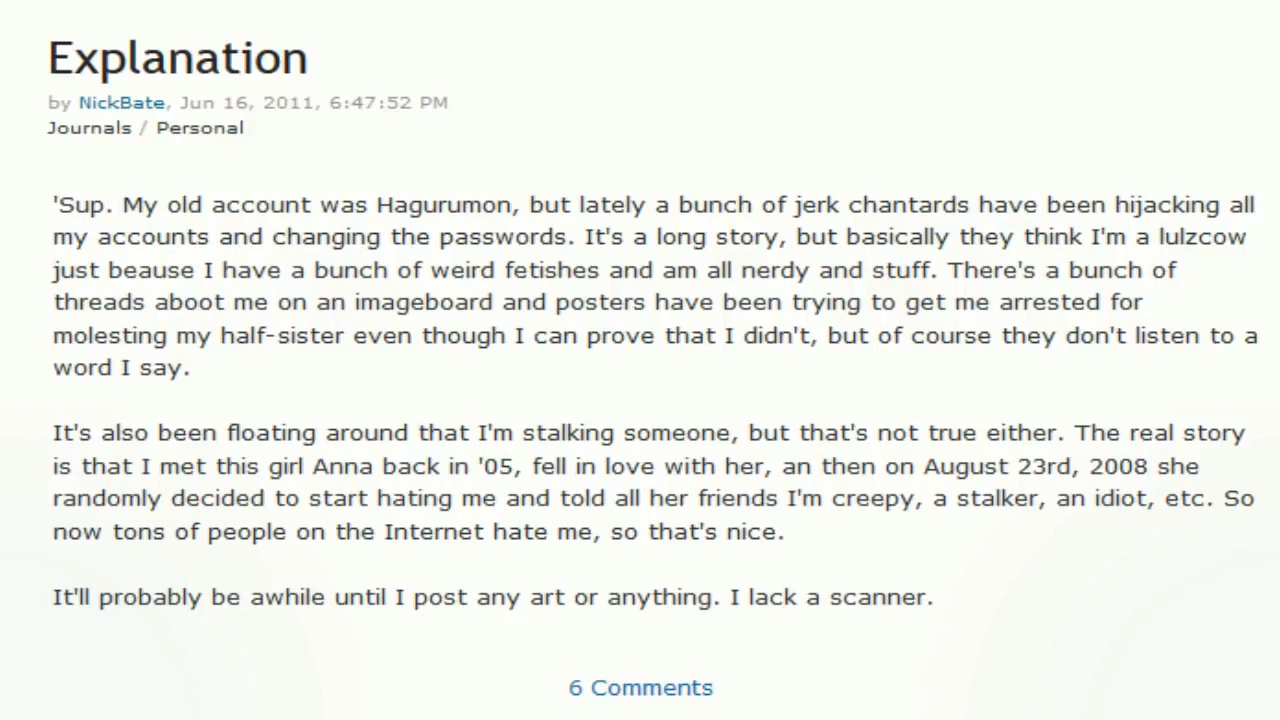 Explanation
by NickBate, Jun 16, 2011, 6:47:52 PM
Journals / Personal
'Sup. My old account was Hagurumon, but lately a bunch of jerk chantards have been hijacking all
my accounts and changing the passwords. It's a long story, but basically they think I'm a lulzcow
just beause I have a bunch of weird fetishes and am all nerdy and stuff. There's a bunch of
threads aboot me on an imageboard and posters have been trying to get me arrested for
molesting my half-sister even though I can prove that I didn't, but of course they don't listen to a
word I say.
It's also been floating around that I'm stalking someone, but that's not true either. The real story
is that I met this girl Anna back in '05, fell in love with her, an then on August 23rd, 2008 she
randomly decided to start hating me and told all her friends I'm creepy, a stalker, an idiot, etc. So
now tons of people on the Internet hate me, so that's nice.
It'll probably be awhile until I post any art or anything. I lack a scanner.
6 Comments